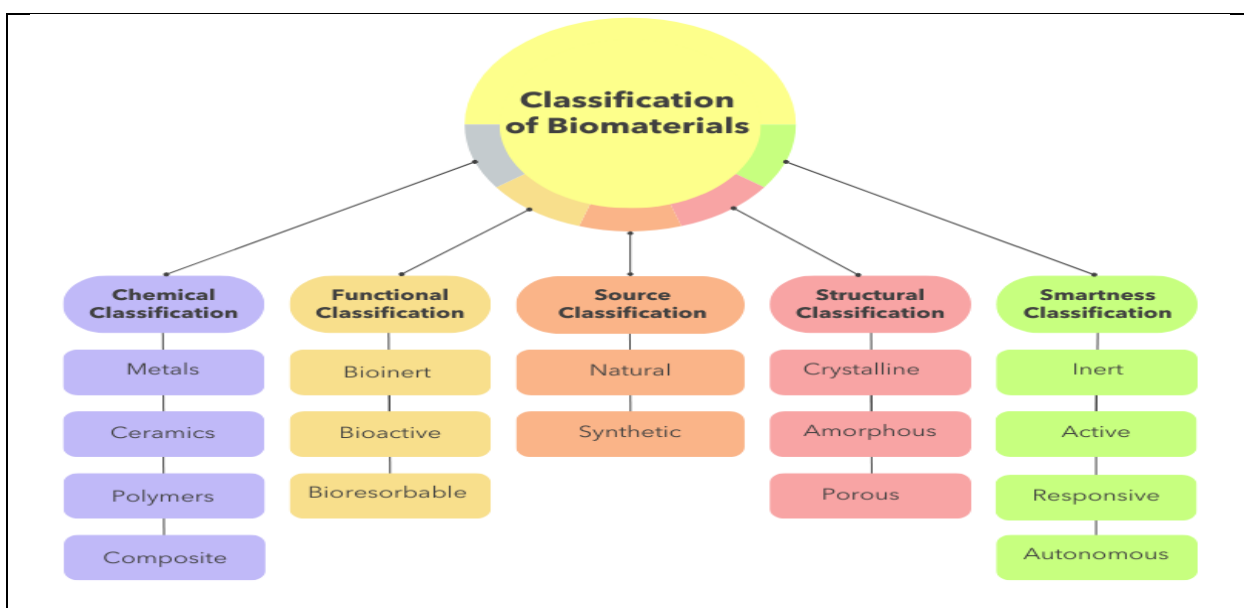 Classification
of Biomaterials
Chemical
Classification
Metals
Ceramics
Polymers
Composite
Functional
Classification
Bioinert
Bioactive
Bioresorbable
Source
Classification
Natural
Synthetic
Structural
Classification
Crystalline
Amorphous
Porous
Smartness
Classification
Inert
Active
Responsive
Autonomous